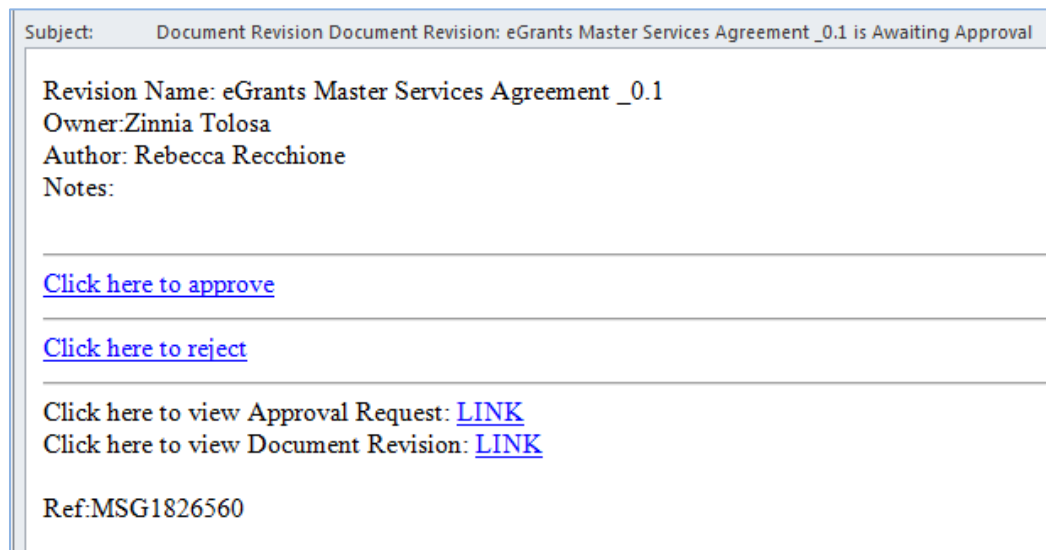 Subject: Document Revision Document Revision: eGrants Master Services Agreement _0.1 is Awaiting Approval
Revision Name: eGrants Master Services Agreement _0.1
Owner:Zinnia Tolosa
Author: Rebecca Recchione
Notes:
Click here to approve
Click here to reject
Click here to view Approval Request: LINK
Click here to view Document Revision: LINK
Ref:MSG1826560